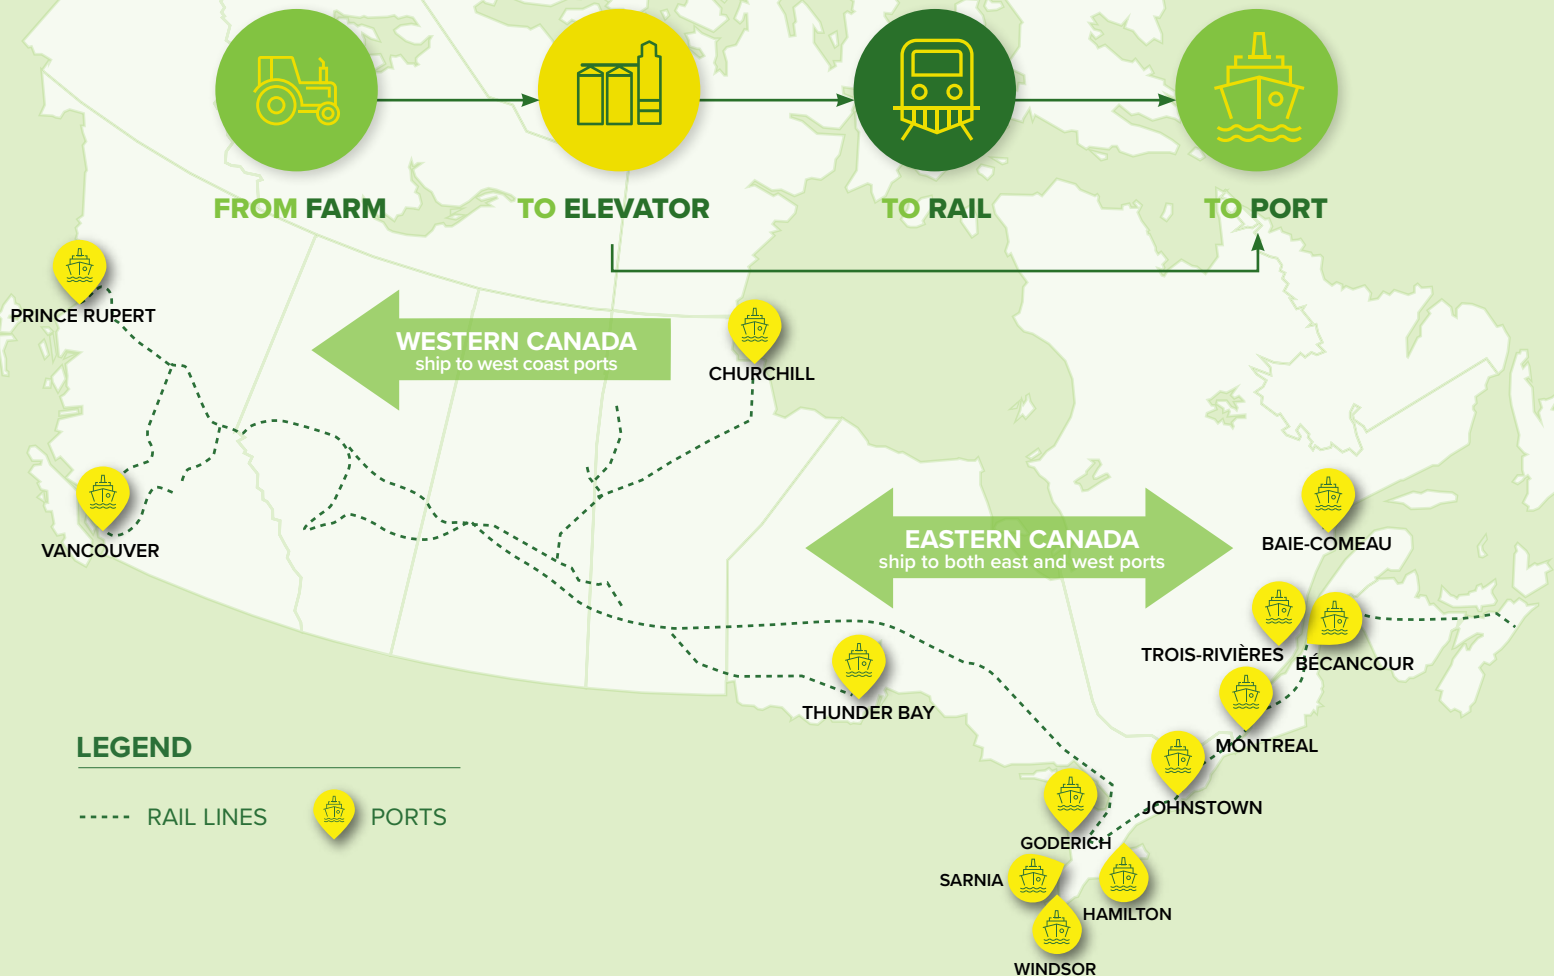 FROM FARM
TO ELEVATOR
TO RAIL
TO PORT
PRINCE RUPERT
WESTERN CANADA
ship to west coast ports
CHURCHILL
VANCOUVER
EASTERN CANADA
ship to both east and west ports
BAIE-COMEAU
TROIS-RIVIÈRES
BÉCANCOUR
THUNDER BAY
MONTREAL
LEGEND
RAIL LINES
PORTS
JOHNSTOWN
GODERICH
SARNIA
HAMILTON
WINDSOR